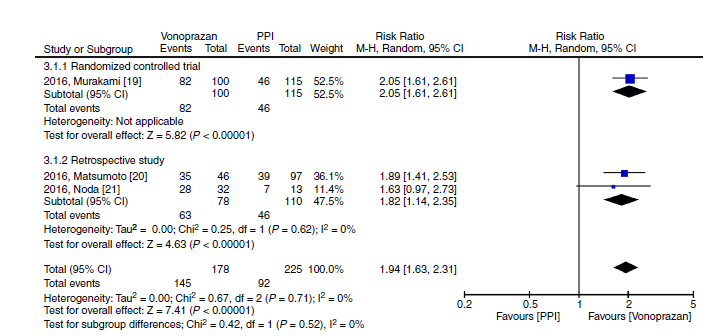 Vonoprazan PPI Risk Ratio Risk Ratio
Study or Subgroup Events Total Events Total Weight M-H, Random, 95% CI M-H, Random, 95% CI
3.1.1 Randomized controlled trial
2016, Murakami [19] 82 100 46 115 52.5% 2.05 [1.61, 2.61]
Subtotal (95% CI) 100 115 52.5% 2.05 [1.61, 2.61]
Total events 82 46
Heterogeneity: Not applicable
Test for overall effect: Z = 5.82 (P < 0.00001)
3.1.2 Retrospective study
2016, Matsumoto [20] 35 46 39 97 36.1% 1.89 [1.41, 2.53]
2016, Noda [21] 28 32 7 13 11.4% 1.63 [0.97, 2.73]
Subtotal (95% CI) 78 110 47.5% 1.82 [1.14, 2.35]
Total events 63 46
Heterogeneity: Tau² = 0.00; Chi² = 0.25, df = 1 (P = 0.62); I² = 0%
Test for overall effect: Z = 4.63 (P < 0.00001)
Total (95% CI) 178 225 100.0% 1.94 [1.63, 2.31]
Total events 145 92
Heterogeneity: Tau² = 0.00; Chi² = 0.67, df = 2 (P = 0.71); I² = 0%
Test for overall effect: Z = 7.41 (P < 0.00001)
Test for subgroup differences; Chi² = 0.42, df = 1 (P = 0.52), I² = 0%
0.2 0.5 1 2 5
Favours [PPI] Favours [Vonoprazan]